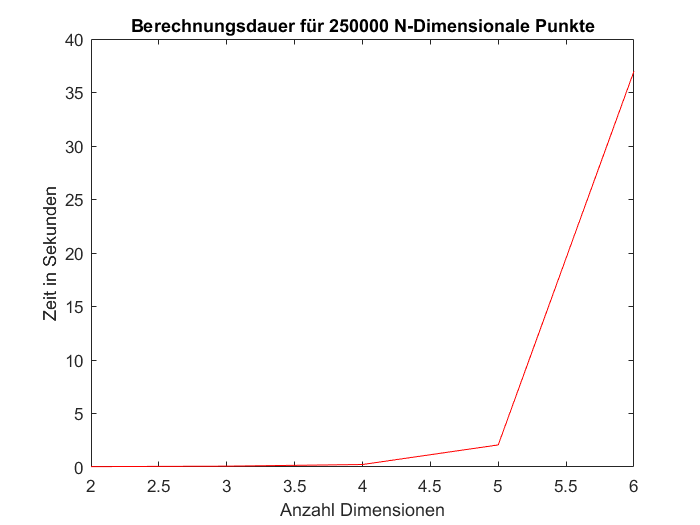 Berechnungsdauer für 250000 N-Dimensionale Punkte
40
35
30
25
20
15
10
5
0
Zeit in Sekunden
2 2.5 3 3.5 4 4.5 5 5.5 6
Anzahl Dimensionen